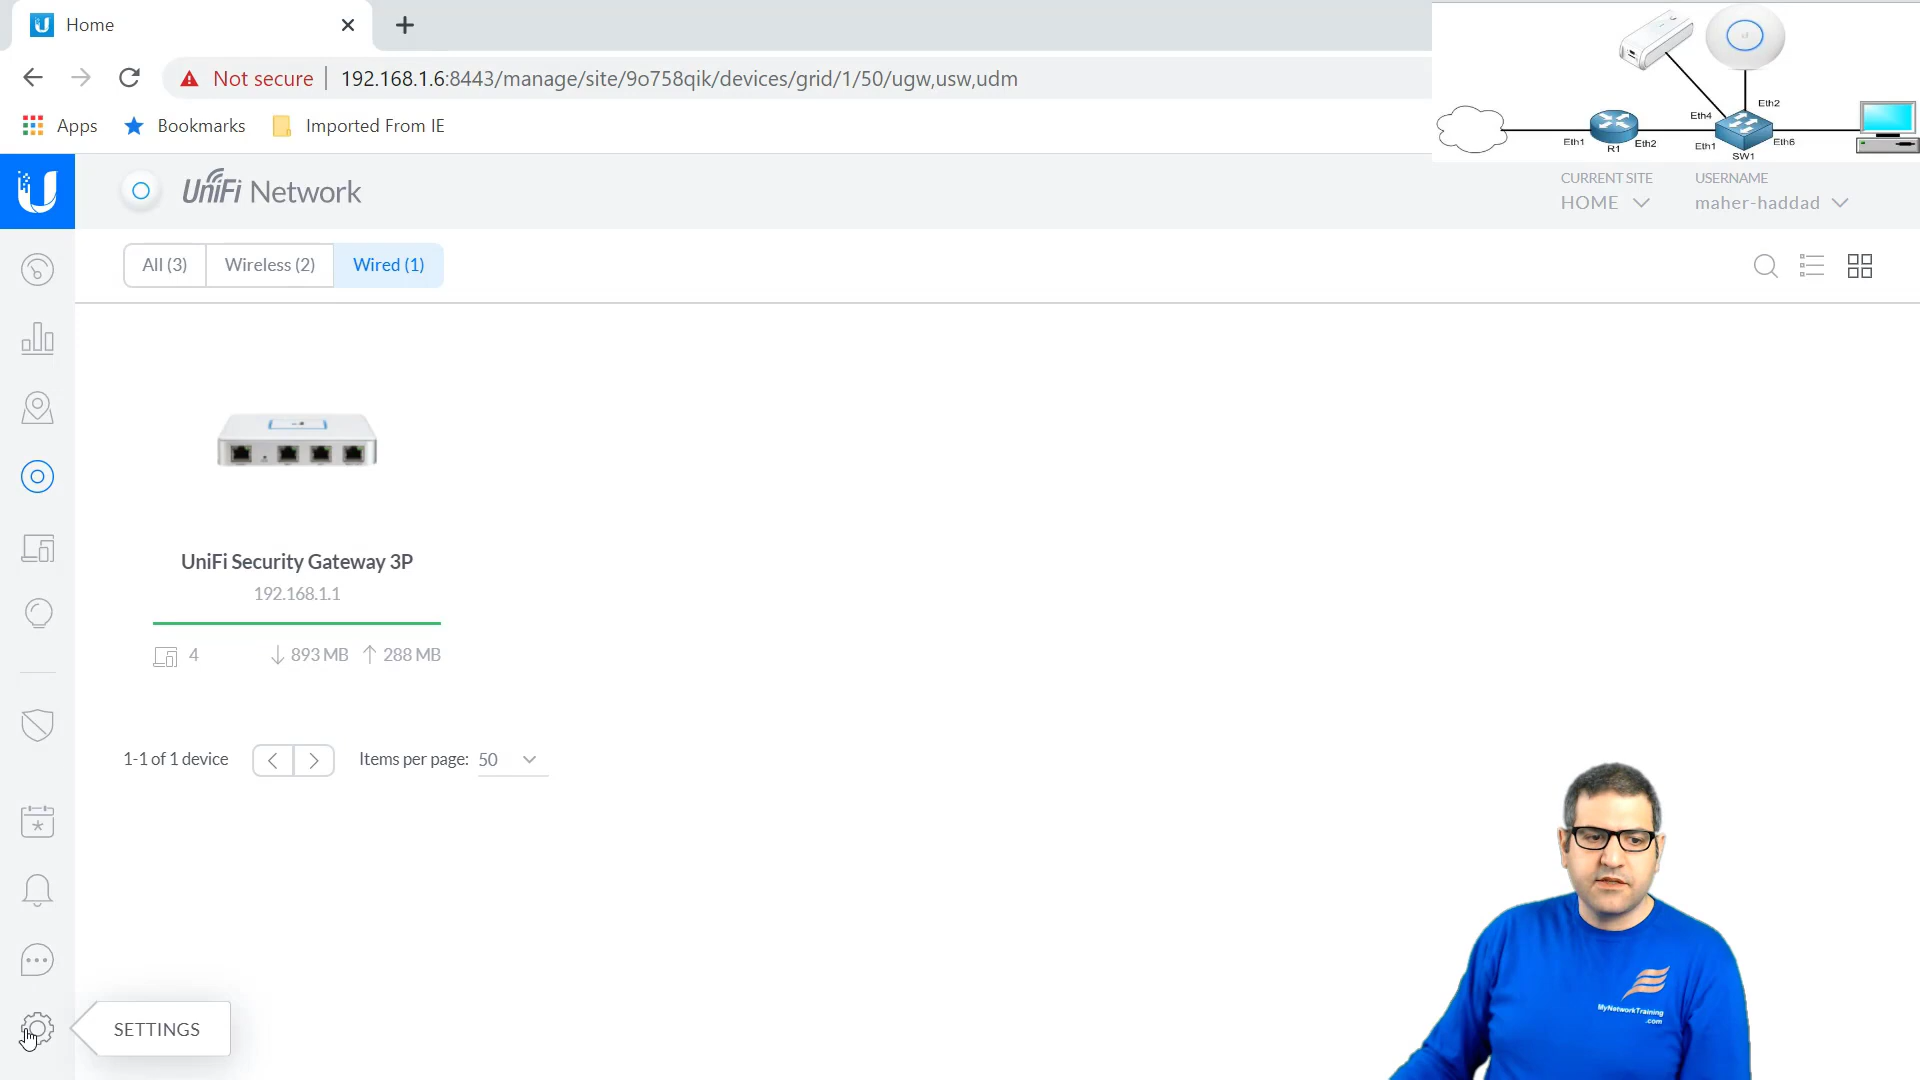 Home
Not secure 192.168.1.6:8443/manage/site/9o758qik/devices/grid/1/50/ugw,usw,udm
Apps Bookmarks Imported From IE
Eth2
Eth4
Eth1 R1 Eth2 Eth1 SW1 Eth6
UniFi Network
CURRENT SITE USERNAME
HOME maher-haddad
All (3) Wireless (2) Wired (1)
UniFi Security Gateway 3P
192.168.1.1
4 893 MB 288 MB
1-1 of 1 device Items per page: 50
MyNetworkTraining
.com
SETTINGS